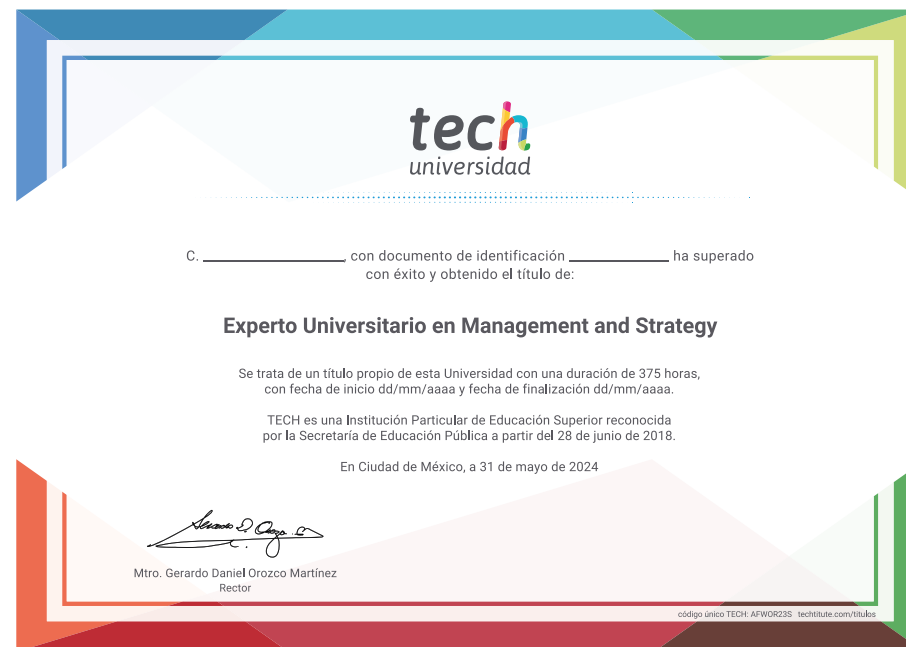 tech
universidad
C. ____________, con documento de identificación ____________ ha superado
con éxito y obtenido el título de:
Experto Universitario en Management and Strategy
Se trata de un título propio de esta Universidad con una duración de 375 horas,
con fecha de inicio dd/mm/aaaa y fecha de finalización dd/mm/aaaa.
TECH es una Institución Particular de Educación Superior reconocida
por la Secretaría de Educación Pública a partir del 28 de junio de 2018.
En Ciudad de México, a 31 de mayo de 2024
Mtro. Gerardo Daniel Orozco Martínez
Rector
código único TECH: AFWOR23S techtitute.com/titulos